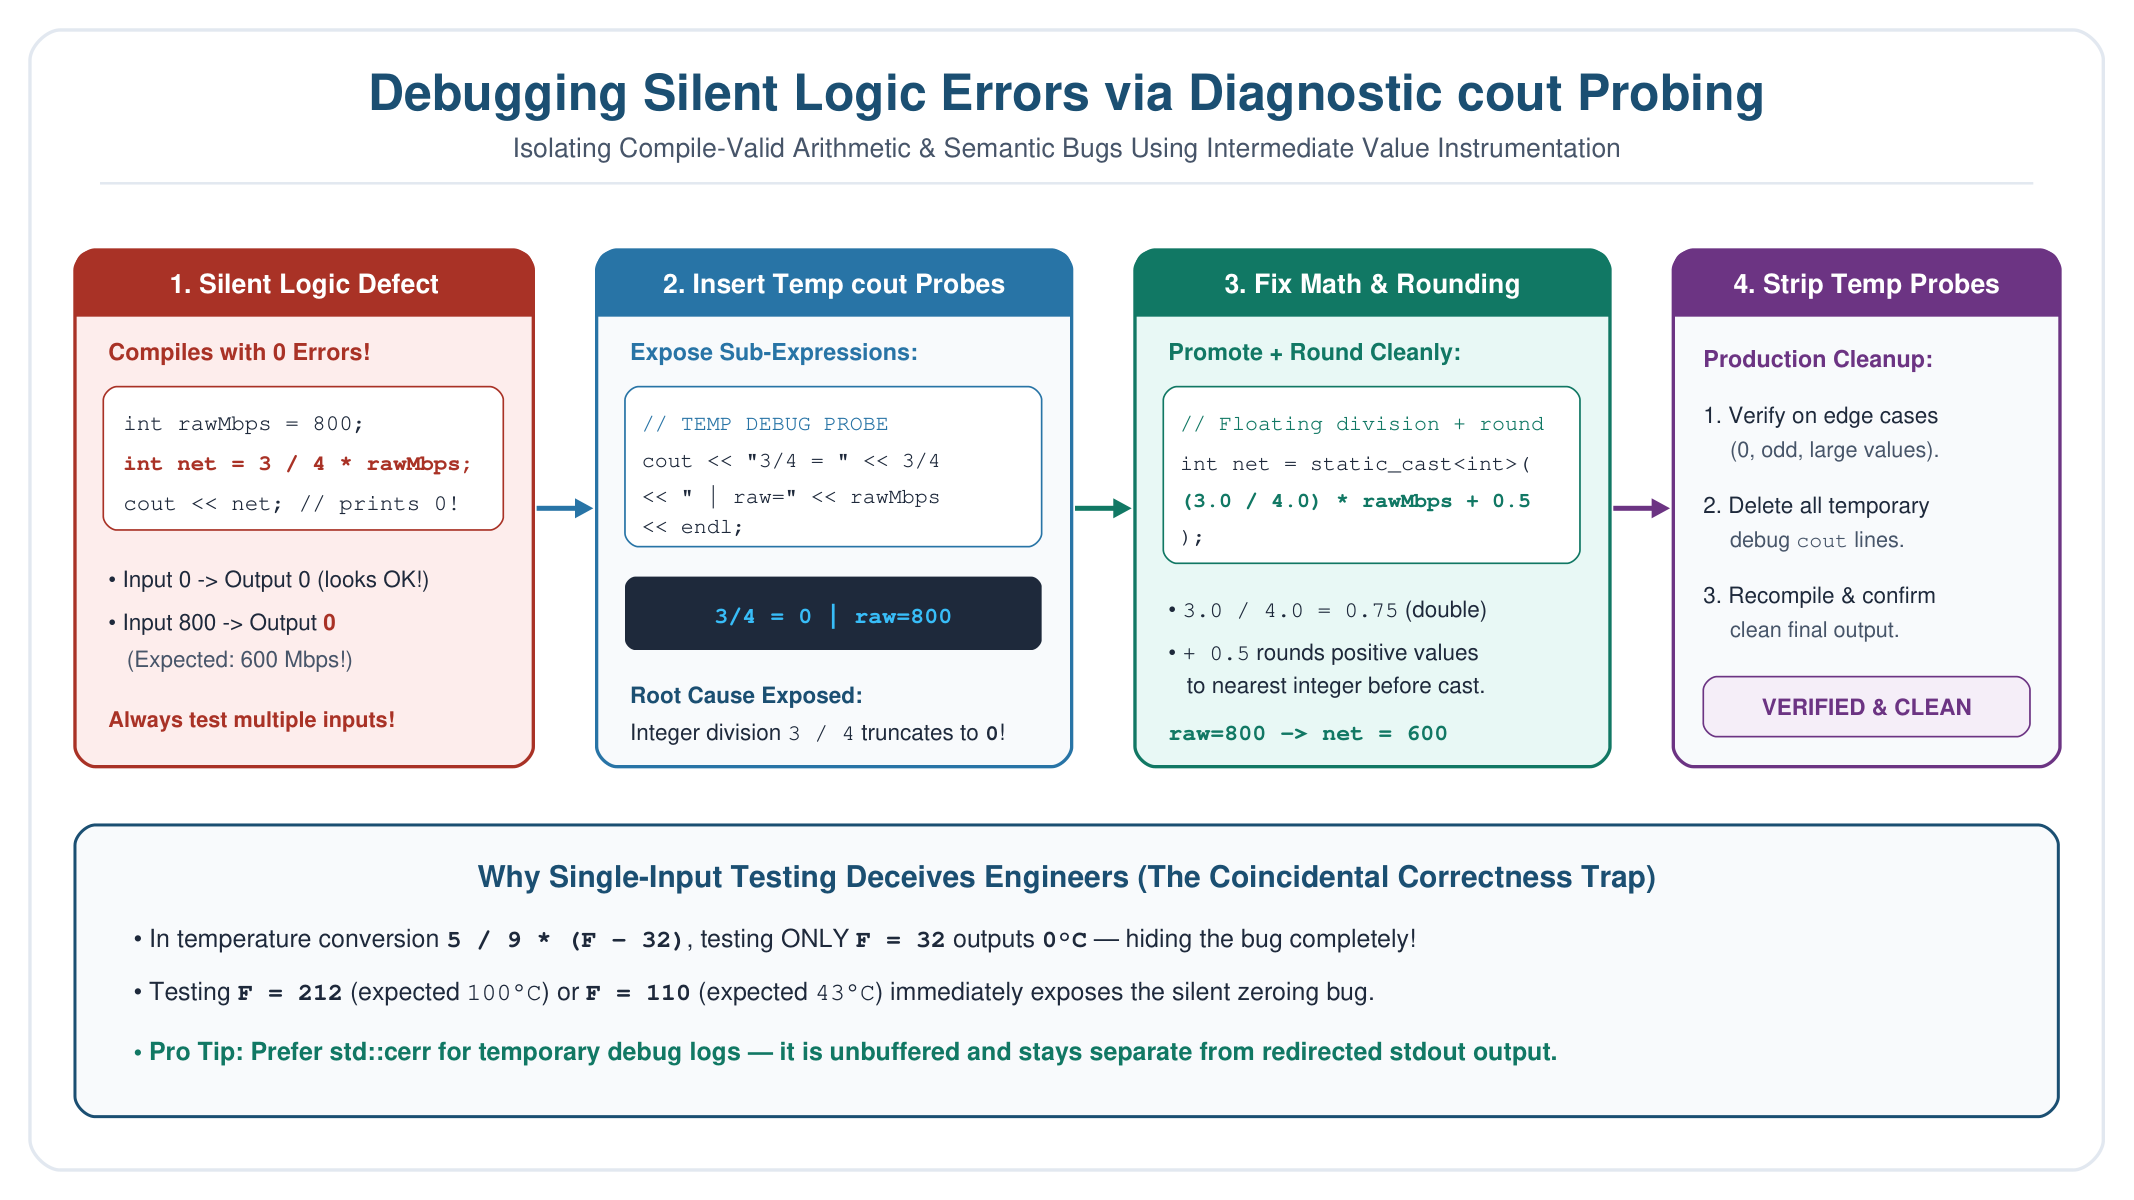 Debugging Silent Logic Errors via Diagnostic cout Probing
Isolating Compile-Valid Arithmetic & Semantic Bugs Using Intermediate Value Instrumentation
1. Silent Logic Defect
Compiles with 0 Errors!
int rawMbps = 800;
int net = 3 / 4 * rawMbps;
cout << net; // prints 0!
• Input 0 -> Output 0 (looks OK!)
• Input 800 -> Output 0
(Expected: 600 Mbps!)
Always test multiple inputs!
2. Insert Temp cout Probes
Expose Sub-Expressions:
// TEMP DEBUG PROBE
cout << "3/4 = " << 3/4
<< " | raw=" << rawMbps
<< endl;
3/4 = 0 | raw=800
Root Cause Exposed:
Integer division 3 / 4 truncates to 0!
3. Fix Math & Rounding
Promote + Round Cleanly:
// Floating division + round
int net = static_cast<int>(
(3.0 / 4.0) * rawMbps + 0.5
);
• 3.0 / 4.0 = 0.75 (double)
• + 0.5 rounds positive values
to nearest integer before cast.
raw=800 -> net = 600
4. Strip Temp Probes
Production Cleanup:
1. Verify on edge cases
(0, odd, large values).
2. Delete all temporary
debug cout lines.
3. Recompile & confirm
clean final output.
VERIFIED & CLEAN
Why Single-Input Testing Deceives Engineers (The Coincidental Correctness Trap)
• In temperature conversion 5 / 9 * (F - 32), testing ONLY F = 32 outputs 0°C — hiding the bug completely!
• Testing F = 212 (expected 100°C) or F = 110 (expected 43°C) immediately exposes the silent zeroing bug.
• Pro Tip: Prefer std::cerr for temporary debug logs — it is unbuffered and stays separate from redirected stdout output.